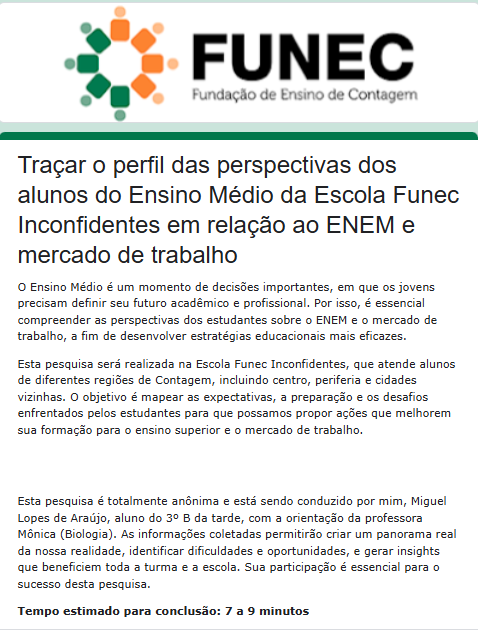 FUNEC
Fundação de Ensino de Contagem
Traçar o perfil das perspectivas dos
alunos do Ensino Médio da Escola Funec
Inconfidentes em relação ao ENEM e
mercado de trabalho
O Ensino Médio é um momento de decisões importantes, em que os jovens
precisam definir seu futuro acadêmico e profissional. Por isso, é essencial
compreender as perspectivas dos estudantes sobre o ENEM e o mercado de
trabalho, a fim de desenvolver estratégias educacionais mais eficazes.
Esta pesquisa será realizada na Escola Funec Inconfidentes, que atende alunos
de diferentes regiões de Contagem, incluindo centro, periferia e cidades
vizinhas. O objetivo é mapear as expectativas, a preparação e os desafios
enfrentados pelos estudantes para que possamos propor ações que melhorem
sua formação para o ensino superior e o mercado de trabalho.
Esta pesquisa é totalmente anônima e está sendo conduzido por mim, Miguel
Lopes de Araújo, aluno do 3º B da tarde, com a orientação da professora
Mônica (Biologia). As informações coletadas permitirão criar um panorama real
da nossa realidade, identificar dificuldades e oportunidades, e gerar insights
que beneficiem toda a turma e a escola. Sua participação é essencial para o
sucesso desta pesquisa.
Tempo estimado para conclusão: 7 a 9 minutos